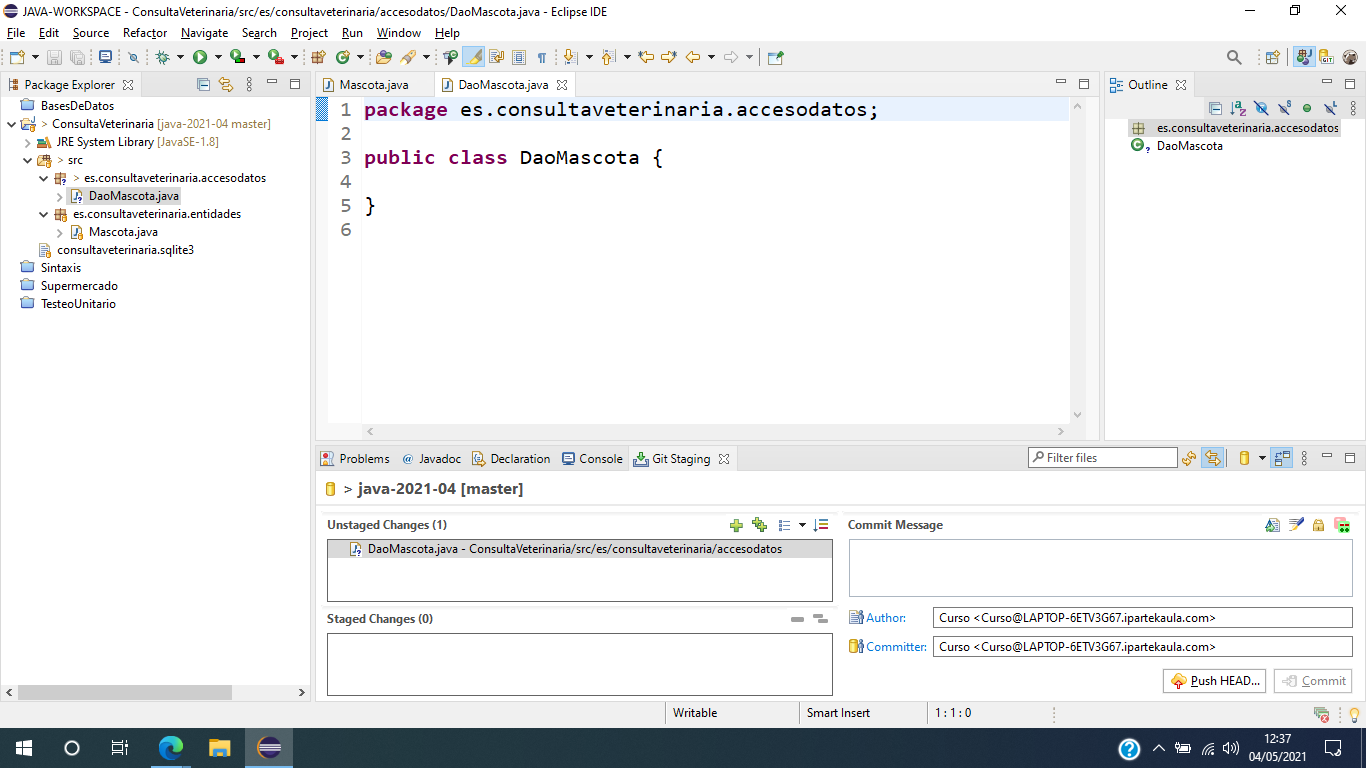 JAVA-WORKSPACE - ConsultaVeterinaria/src/es/consultaveterinaria/accesodatos/DaoMascota.java - Eclipse IDE
File Edit Source Refactor Navigate Search Project Run Window Help
Package Explorer
BasesDeDatos
> ConsultaVeterinaria [java-2021-04 master]
JRE System Library [JavaSE-1.8]
> src
> es.consultaveterinaria.accesodatos
DaoMascota.java
es.consultaveterinaria.entidades
Mascota.java
consultaveterinaria.sqlite3
Sintaxis
Supermercado
TesteoUnitario
Mascota.java DaoMascota.java
1 package es.consultaveterinaria.accesodatos;
2
3 public class DaoMascota {
4
5 }
6
Outline
es.consultaveterinaria.accesodatos
DaoMascota
Problems @ Javadoc Declaration Console Git Staging
Filter files
> java-2021-04 [master]
Unstaged Changes (1)
DaoMascota.java - ConsultaVeterinaria/src/es/consultaveterinaria/accesodatos
Staged Changes (0)
Commit Message
Author: Curso <Curso@LAPTOP-6ETV3G67.ipartekaula.com>
Committer: Curso <Curso@LAPTOP-6ETV3G67.ipartekaula.com>
Push HEAD... Commit
Writable Smart Insert 1 : 1 : 0
12:37
04/05/2021